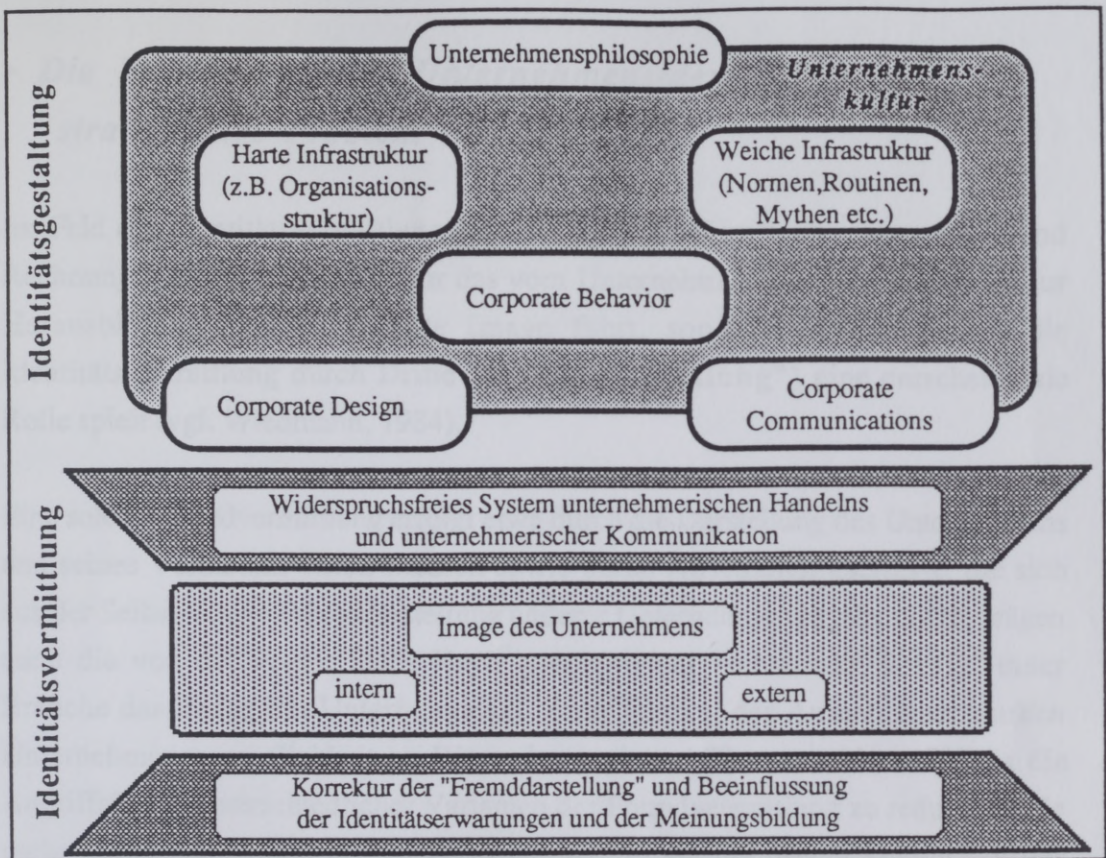 Identitätsgestaltung
Unternehmensphilosophie
Unternehmens-
kultur
Harte Infrastruktur
(z.B. Organisations-
struktur)
Weiche Infrastruktur
(Normen,Routinen,
Mythen etc.)
Corporate Behavior
Corporate Design
Corporate
Communications
Identitätsvermittlung
Widerspruchsfreies System unternehmerischen Handelns
und unternehmerischer Kommunikation
Image des Unternehmens
intern
extern
Korrektur der "Fremddarstellung" und Beeinflussung
der Identitätserwartungen und der Meinungsbildung